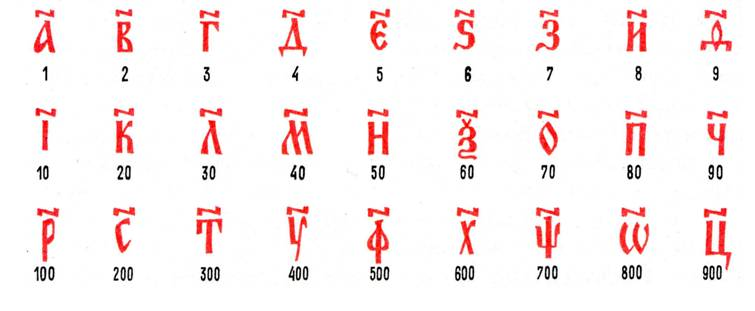 А҃ В҃ Г҃ Д҃ Є҃ Ѕ҃ З҃ И҃ Ѳ҃
1 2 3 4 5 6 7 8 9
І҃ К҃ Л҃ М҃ Н҃ Ѯ҃ О҃ П҃ Ч҃
10 20 30 40 50 60 70 80 90
Р҃ С҃ Т҃ У҃ Ф҃ Х҃ Ѱ҃ Ѡ҃ Ц҃
100 200 300 400 500 600 700 800 900